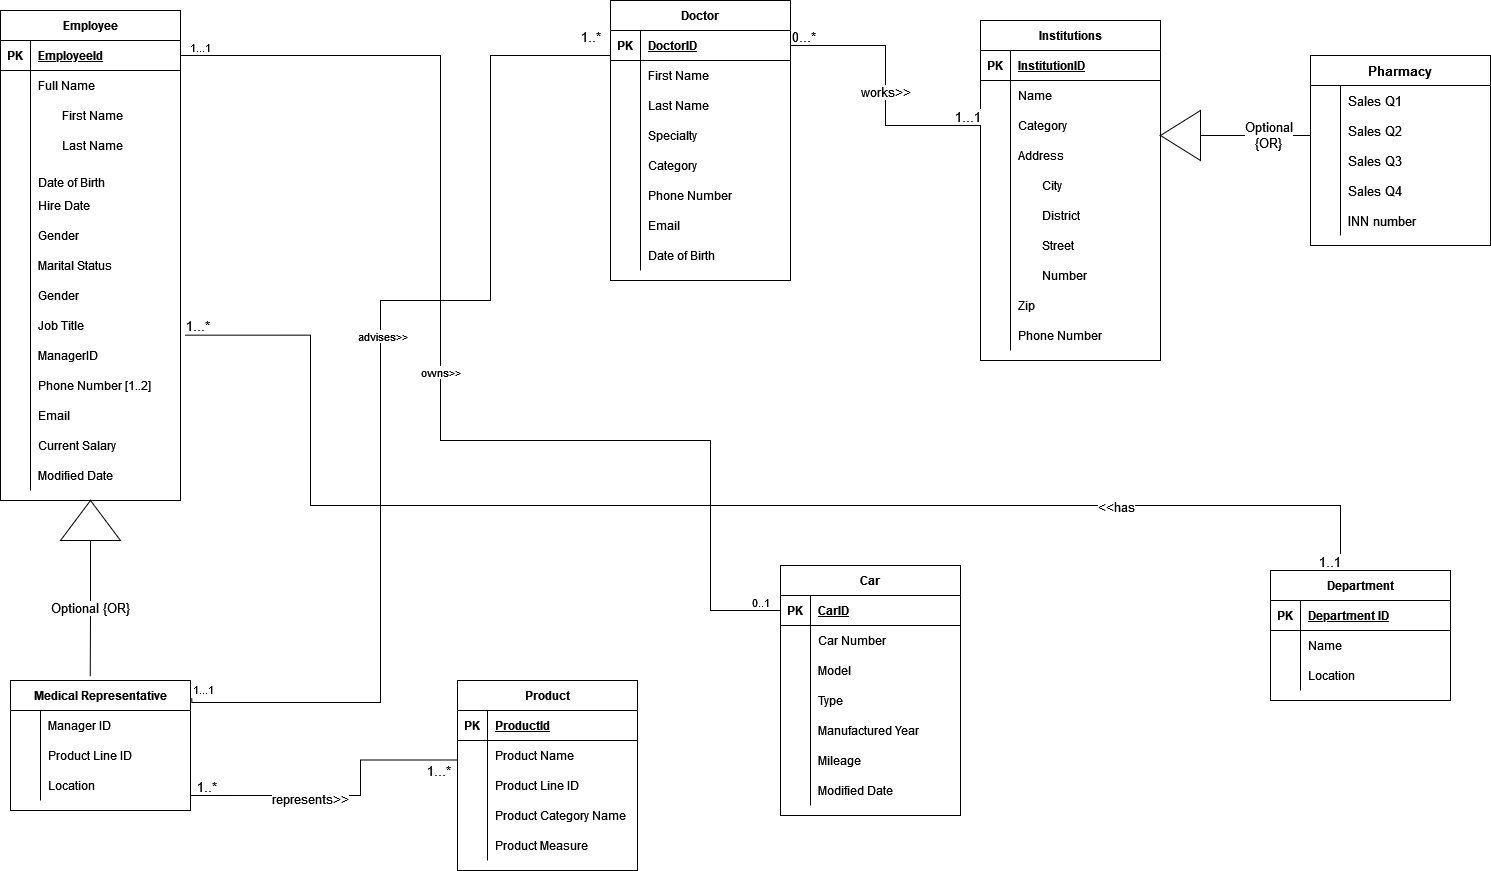 Employee
PK EmployeeId
Full Name
First Name
Last Name
Date of Birth
Hire Date
Gender
Marital Status
Gender
Job Title
ManagerID
Phone Number [1..2]
Email
Current Salary
Modified Date
1...1
1...*
Optional {OR}
Medical Representative
Manager ID
Product Line ID
Location
1...1
1..*
represents>>
1...*
advises>>
owns>>
1..*
Doctor
PK DoctorID
First Name
Last Name
Specialty
Category
Phone Number
Email
Date of Birth
0...*
works>>
1...1
Institutions
PK InstitutionID
Name
Category
Address
City
District
Street
Number
Zip
Phone Number
Optional
{OR}
Pharmacy
Sales Q1
Sales Q2
Sales Q3
Sales Q4
INN number
<<has
1..1
Product
PK ProductId
Product Name
Product Line ID
Product Category Name
Product Measure
0..1
Car
PK CarID
Car Number
Model
Type
Manufactured Year
Mileage
Modified Date
Department
PK Department ID
Name
Location